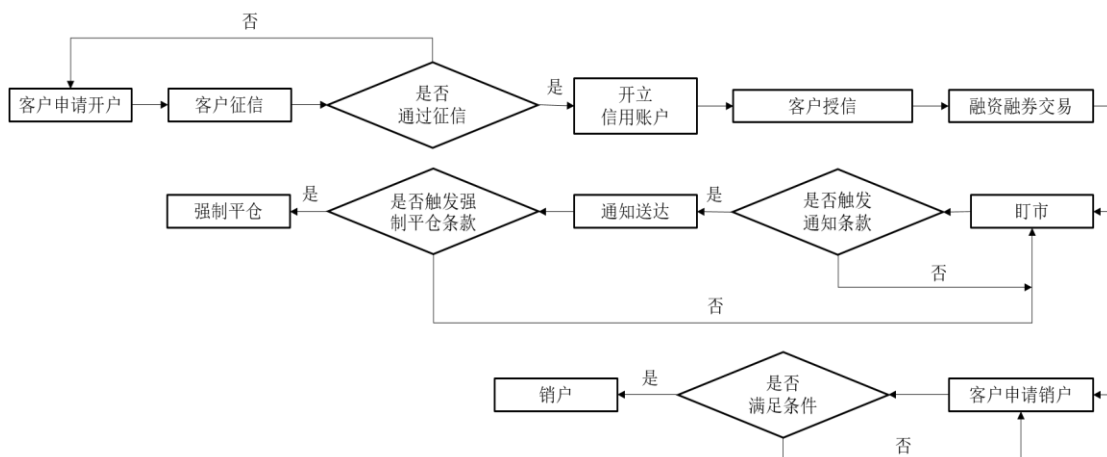 否
客户申请开户
客户征信
是否
通过征信
是
开立
信用账户
客户授信
融资融券交易
强制平仓
是
是否触发强
制平仓条款
通知送达
是
是否触发
通知条款
盯市
否
否
销户
是
是否
满足条件
客户申请销户
否